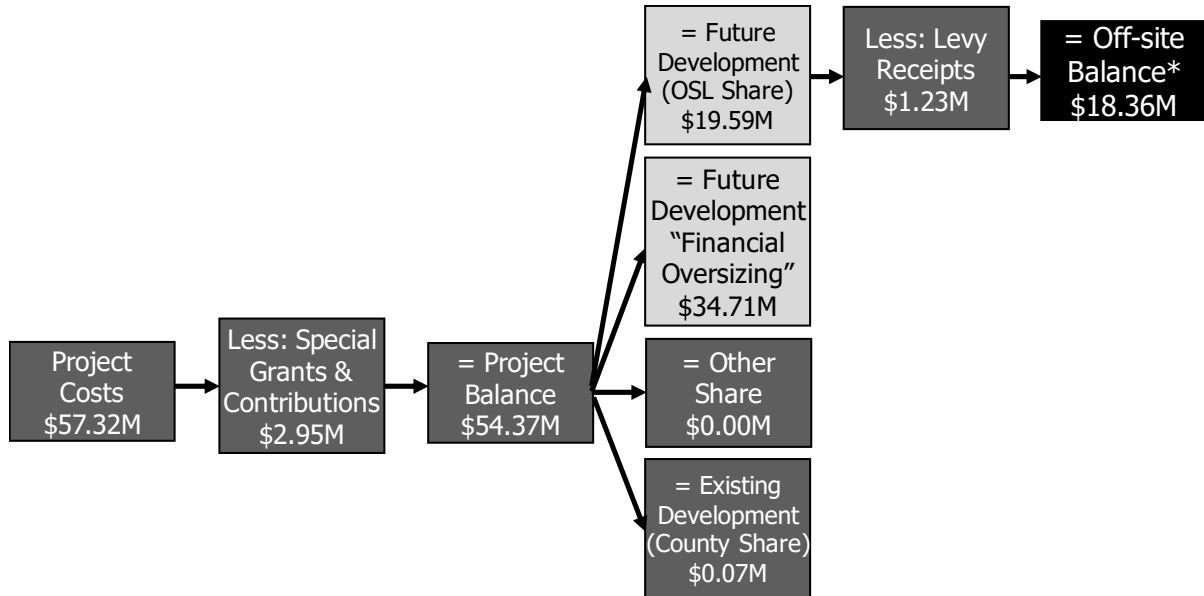 Project
Costs
$57.32M
Less: Special
Grants &
Contributions
$2.95M
= Project
Balance
$54.37M
= Future
Development
(OSL Share)
$19.59M
Less: Levy
Receipts
$1.23M
= Off-site
Balance*
$18.36M
= Future
Development
“Financial
Oversizing”
$34.71M
= Other
Share
$0.00M
= Existing
Development
(County Share)
$0.07M